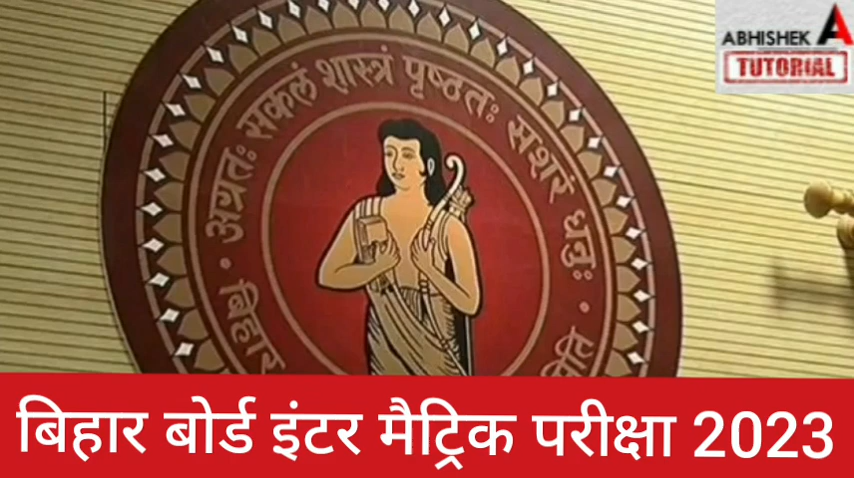 ABHISHEK A
TUTORIAL
अग्रतः सकलं शास्त्रं पृष्ठतः सशरं धनुः
बिहार
बिहार बोर्ड इंटर मैट्रिक परीक्षा 2023